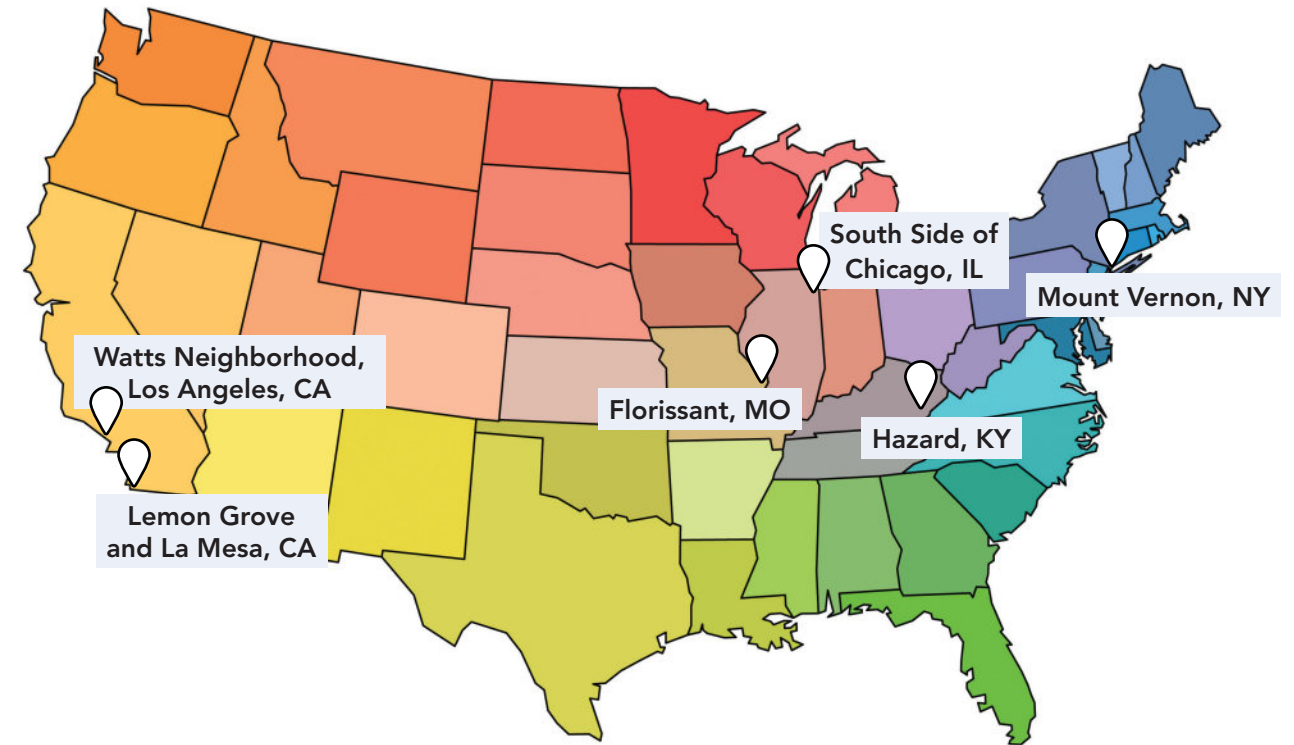 South Side of
Chicago, IL
Mount Vernon, NY
Watts Neighborhood,
Los Angeles, CA
Florissant, MO
Hazard, KY
Lemon Grove
and La Mesa, CA